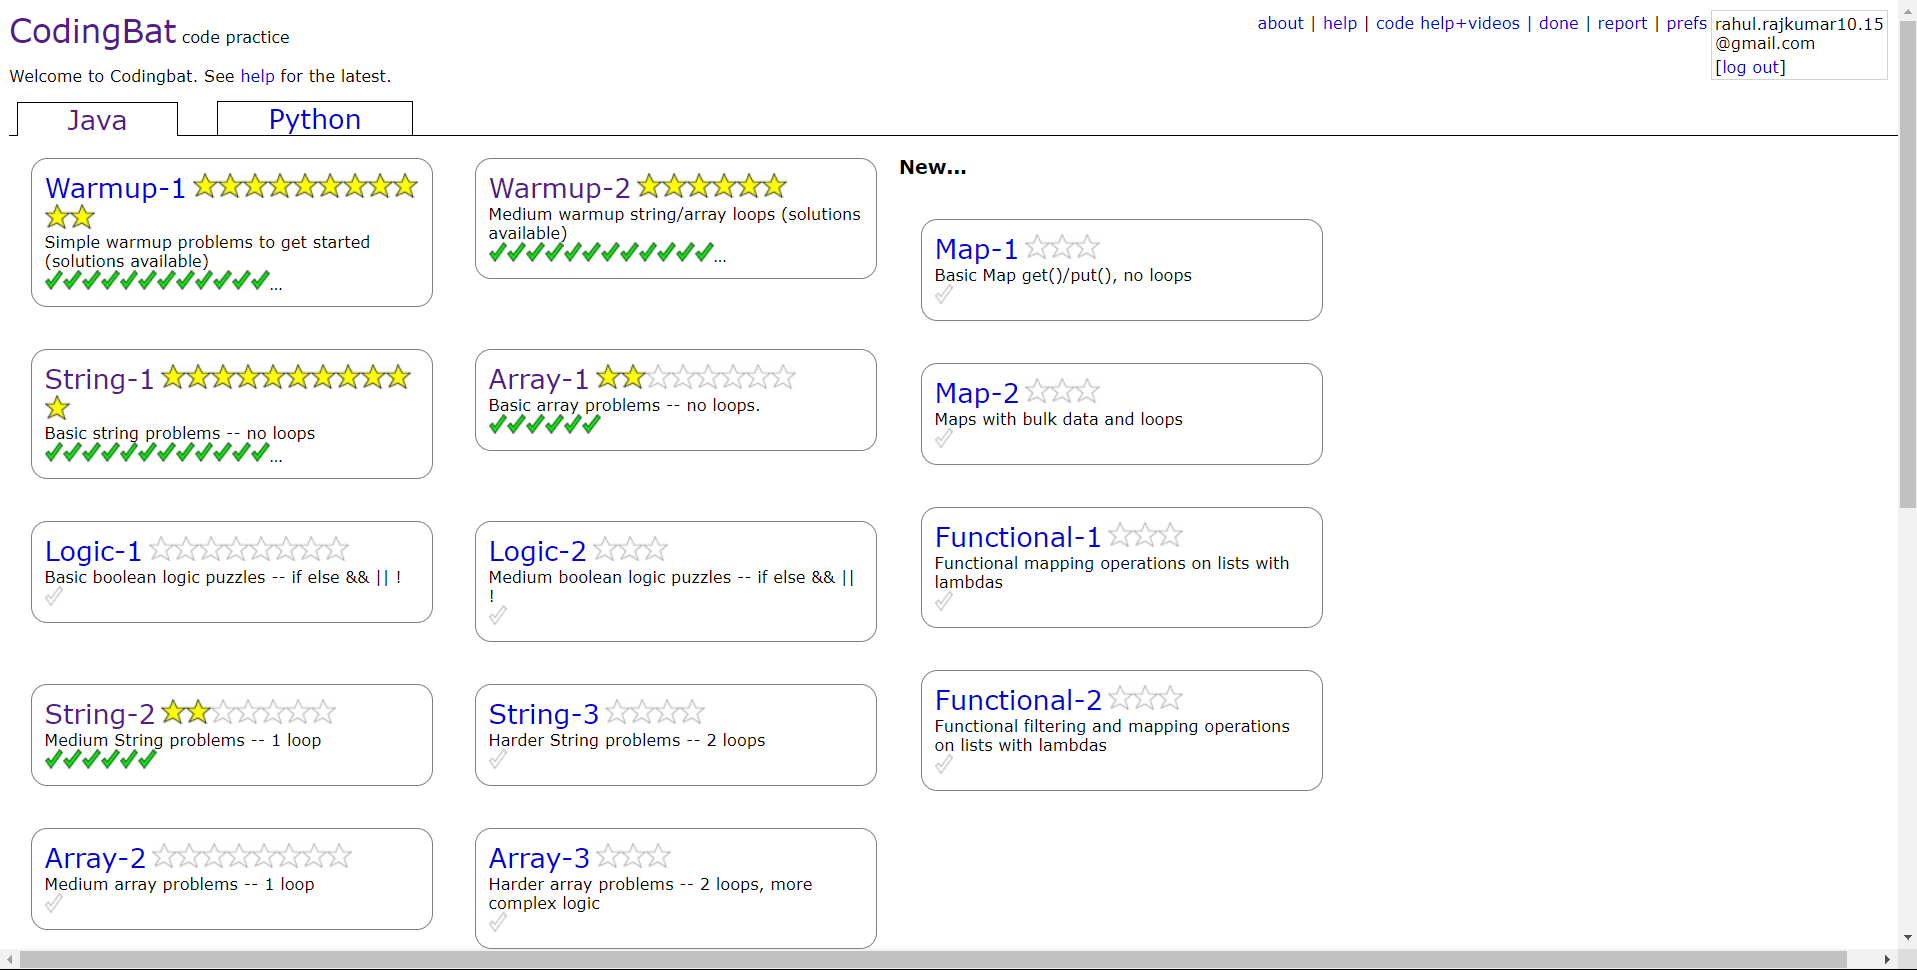 CodingBat code practice
about | help | code help+videos | done | report | prefs
rahul.rajkumar10.15
@gmail.com
[log out]
Welcome to Codingbat. See help for the latest.
Java
Python
Warmup-1
Simple warmup problems to get started
(solutions available)
...
Warmup-2
Medium warmup string/array loops (solutions
available)
...
String-1
Basic string problems -- no loops
...
Array-1
Basic array problems -- no loops.
Logic-1
Basic boolean logic puzzles -- if else && || !
Logic-2
Medium boolean logic puzzles -- if else && ||
!
String-2
Medium String problems -- 1 loop
String-3
Harder String problems -- 2 loops
Array-2
Medium array problems -- 1 loop
Array-3
Harder array problems -- 2 loops, more
complex logic
New...
Map-1
Basic Map get()/put(), no loops
Map-2
Maps with bulk data and loops
Functional-1
Functional mapping operations on lists with
lambdas
Functional-2
Functional filtering and mapping operations
on lists with lambdas